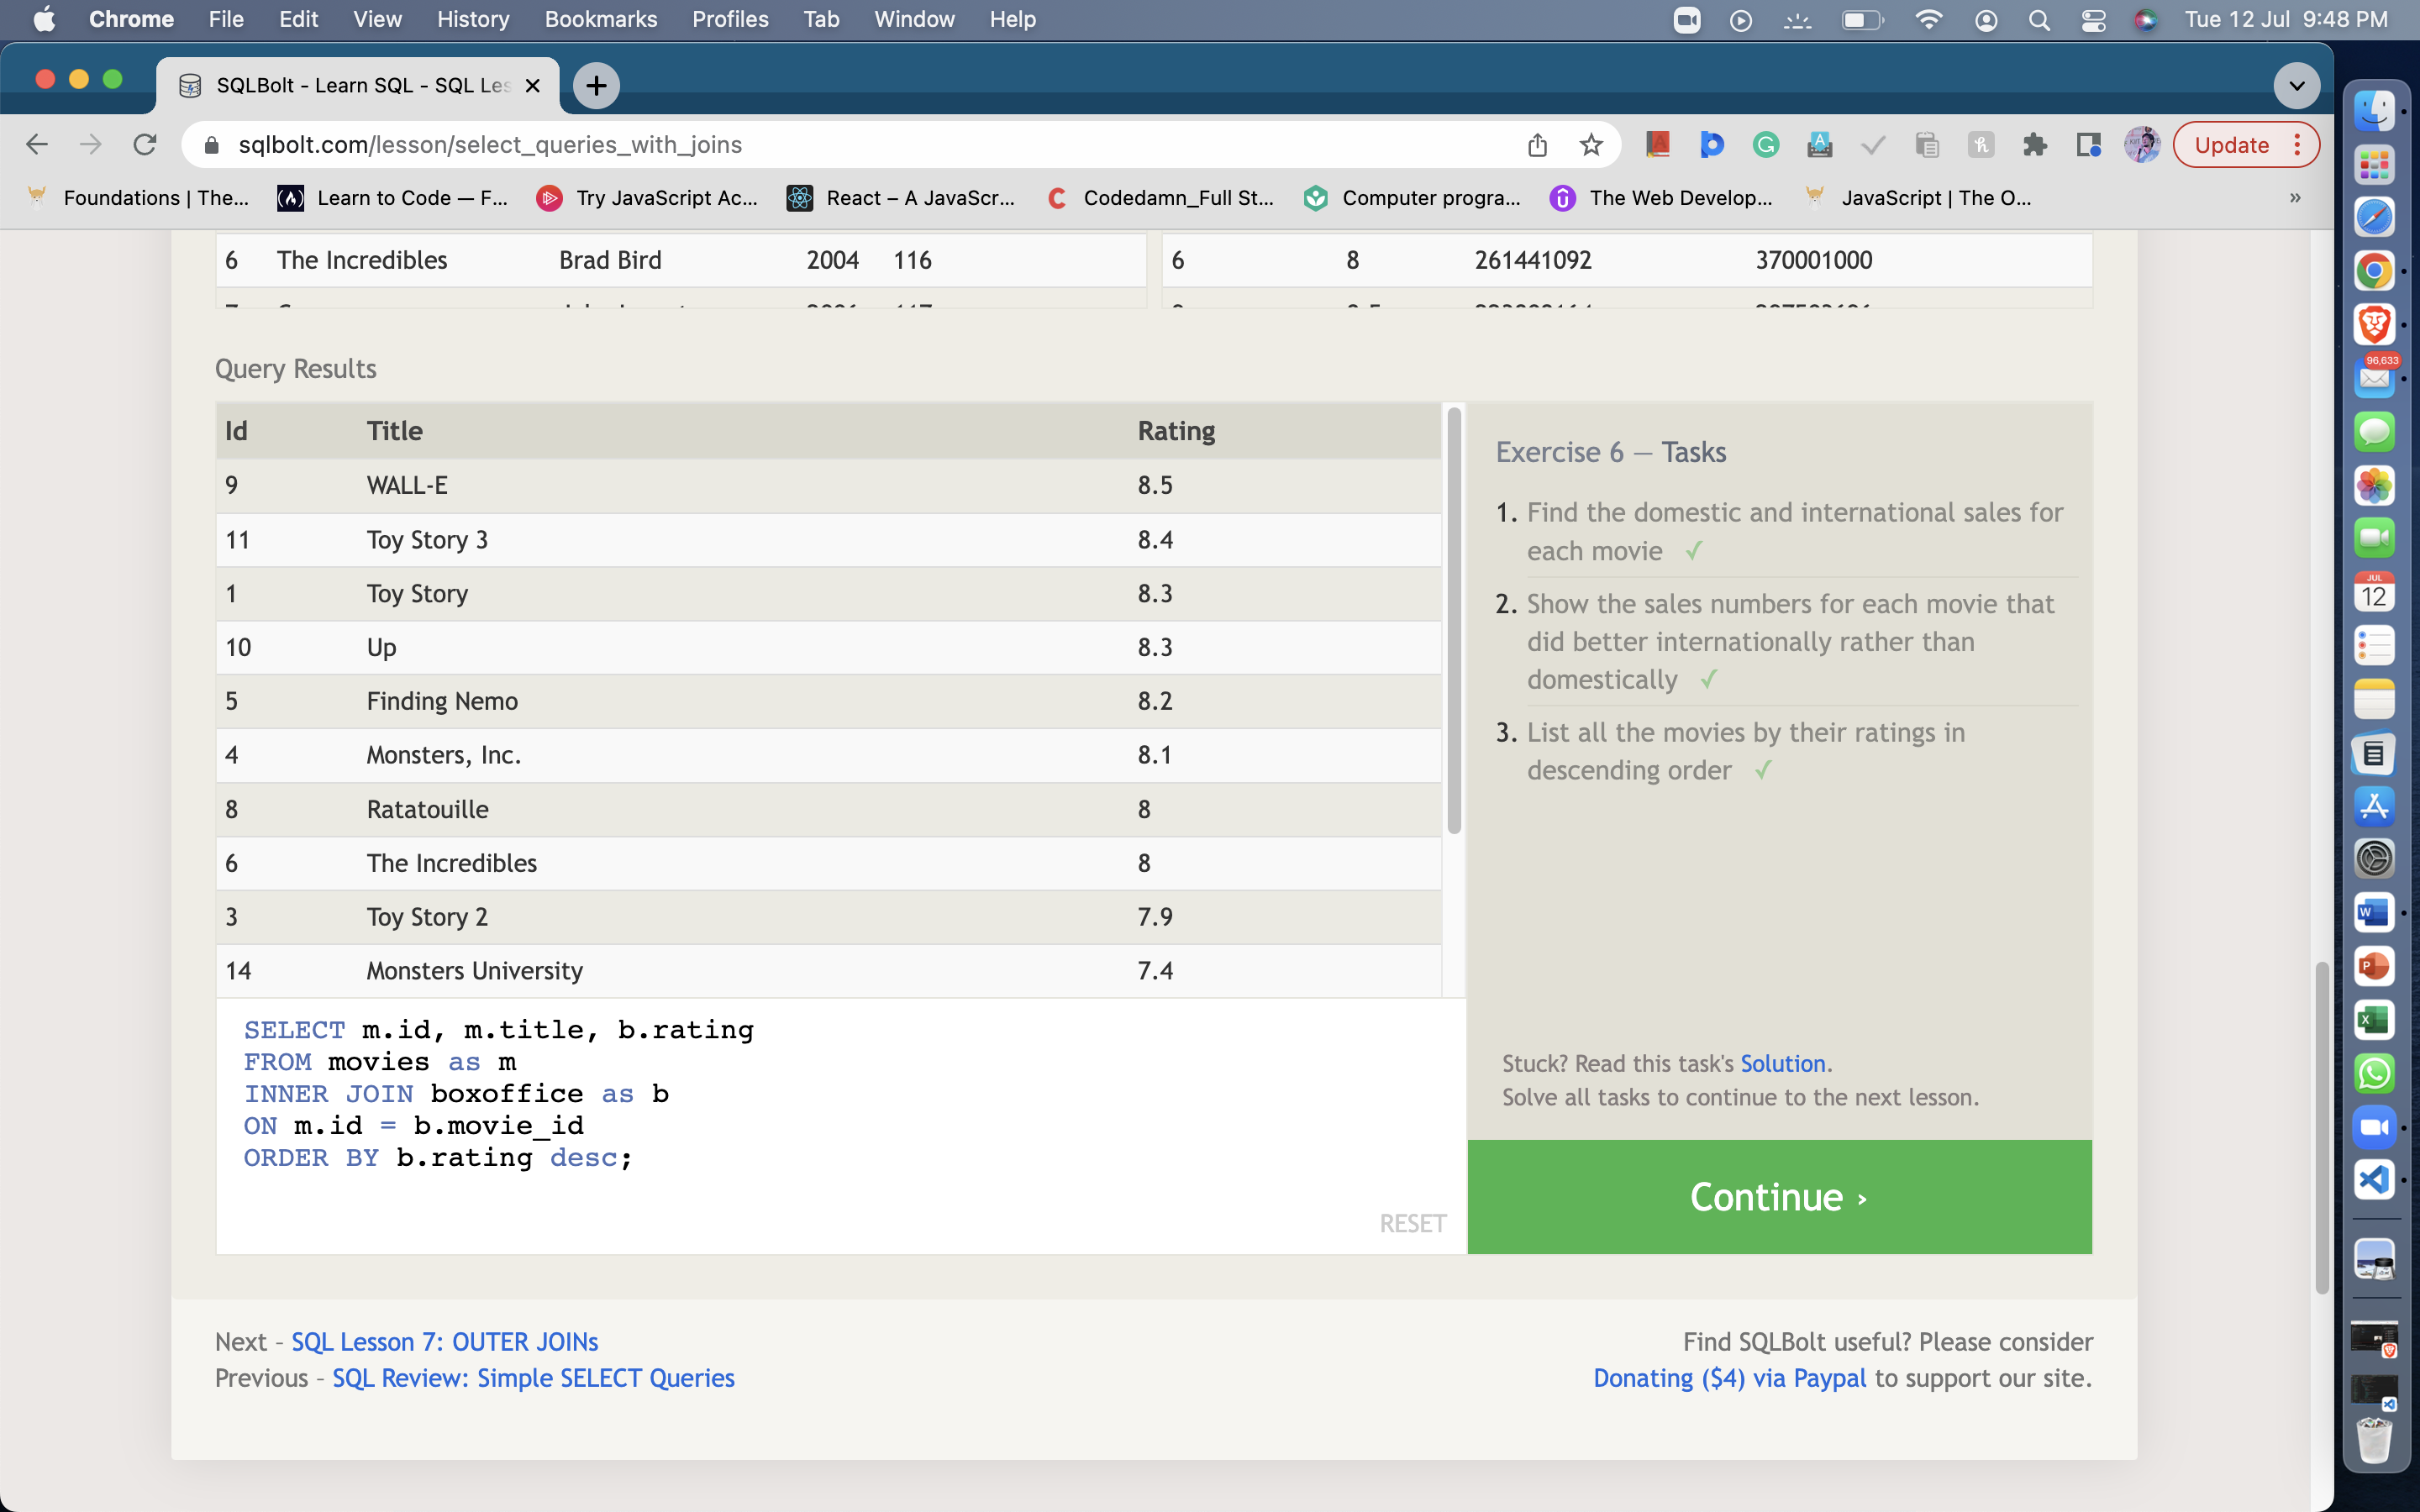 Chrome File Edit View History Bookmarks Profiles Tab Window Help Tue 12 Jul 9:48 PM
SQLBolt - Learn SQL - SQL Les
sqlbolt.com/lesson/select_queries_with_joins Update
Foundations | The... Learn to Code — F... Try JavaScript Ac... React – A JavaScr... Codedamn_Full St... Computer progra... The Web Develop... JavaScript | The O... »
6 The Incredibles Brad Bird 2004 116
6 8 261441092 370001000
Query Results
Id Title Rating
9 WALL-E 8.5
11 Toy Story 3 8.4
1 Toy Story 8.3
10 Up 8.3
5 Finding Nemo 8.2
4 Monsters, Inc. 8.1
8 Ratatouille 8
6 The Incredibles 8
3 Toy Story 2 7.9
14 Monsters University 7.4
SELECT m.id, m.title, b.rating
FROM movies as m
INNER JOIN boxoffice as b
ON m.id = b.movie_id
ORDER BY b.rating desc;
RESET
Exercise 6 — Tasks
1. Find the domestic and international sales for
each movie ✓
2. Show the sales numbers for each movie that
did better internationally rather than
domestically ✓
3. List all the movies by their ratings in
descending order ✓
Stuck? Read this task's Solution.
Solve all tasks to continue to the next lesson.
Continue ›
Next – SQL Lesson 7: OUTER JOINs
Previous – SQL Review: Simple SELECT Queries
Find SQLBolt useful? Please consider
Donating ($4) via Paypal to support our site.
96,633
JUL
12